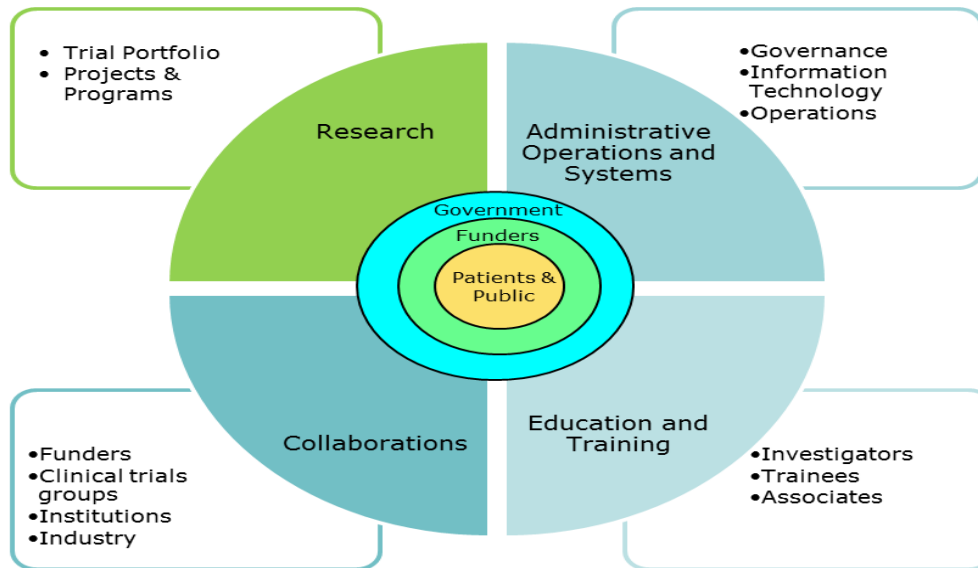 • Trial Portfolio
• Projects &
Programs
•Governance
•Information
Technology
•Operations
Research
Administrative
Operations and
Systems
Government
Funders
Patients &
Public
Collaborations
Education and
Training
•Funders
•Clinical trials
groups
•Institutions
•Industry
•Investigators
•Trainees
•Associates